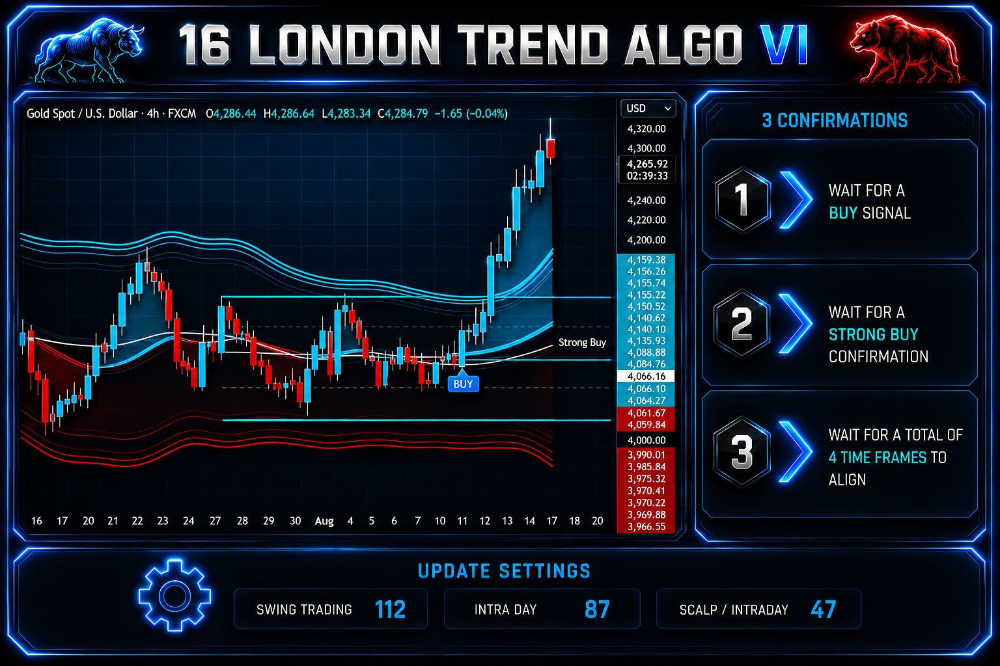 16 LONDON TREND ALGO VI
Gold Spot / U.S. Dollar · 4h · FXCM O4,286.44 H4,286.64 L4,283.34 C4,284.79 −1.65 (−0.04%)
USD
4,320.00
4,300.00
4,265.92
02:39:33
4,240.00
4,220.00
4,200.00
4,159.38
4,156.26
4,155.74
4,155.22
4,150.52
4,140.62
4,140.10
4,135.93
4,088.88
4,084.76
4,066.16
4,066.10
4,064.27
4,061.67
4,059.84
4,000.00
3,990.01
3,985.84
3,975.32
3,970.41
3,970.22
3,969.88
3,966.55
Strong Buy
BUY
16 17 20 21 22 23 24 27 28 29 30 Aug 4 5 6 7 10 11 12 13 14 17 18 20
3 CONFIRMATIONS
1
WAIT FOR A
BUY SIGNAL
2
WAIT FOR A
STRONG BUY
CONFIRMATION
3
WAIT FOR A TOTAL OF
4 TIME FRAMES TO
ALIGN
UPDATE SETTINGS
SWING TRADING 112
INTRA DAY 87
SCALP / INTRADAY 47